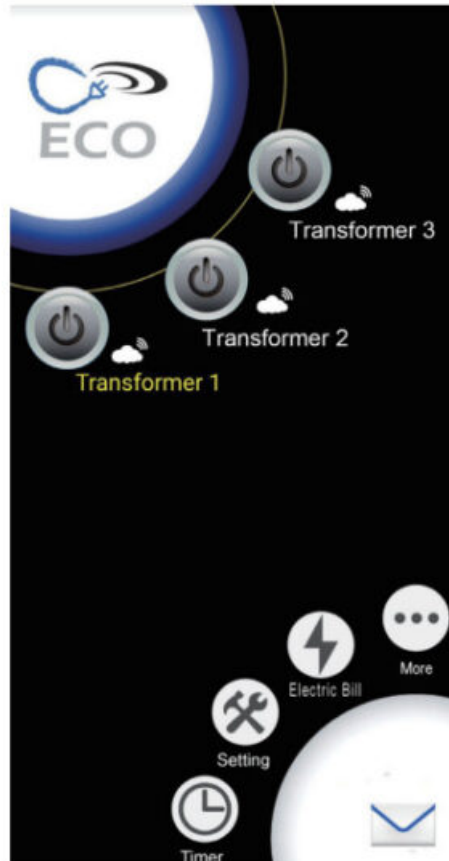 ECO
Transformer 3
Transformer 2
Transformer 1
More
Electric Bill
Setting
Timer